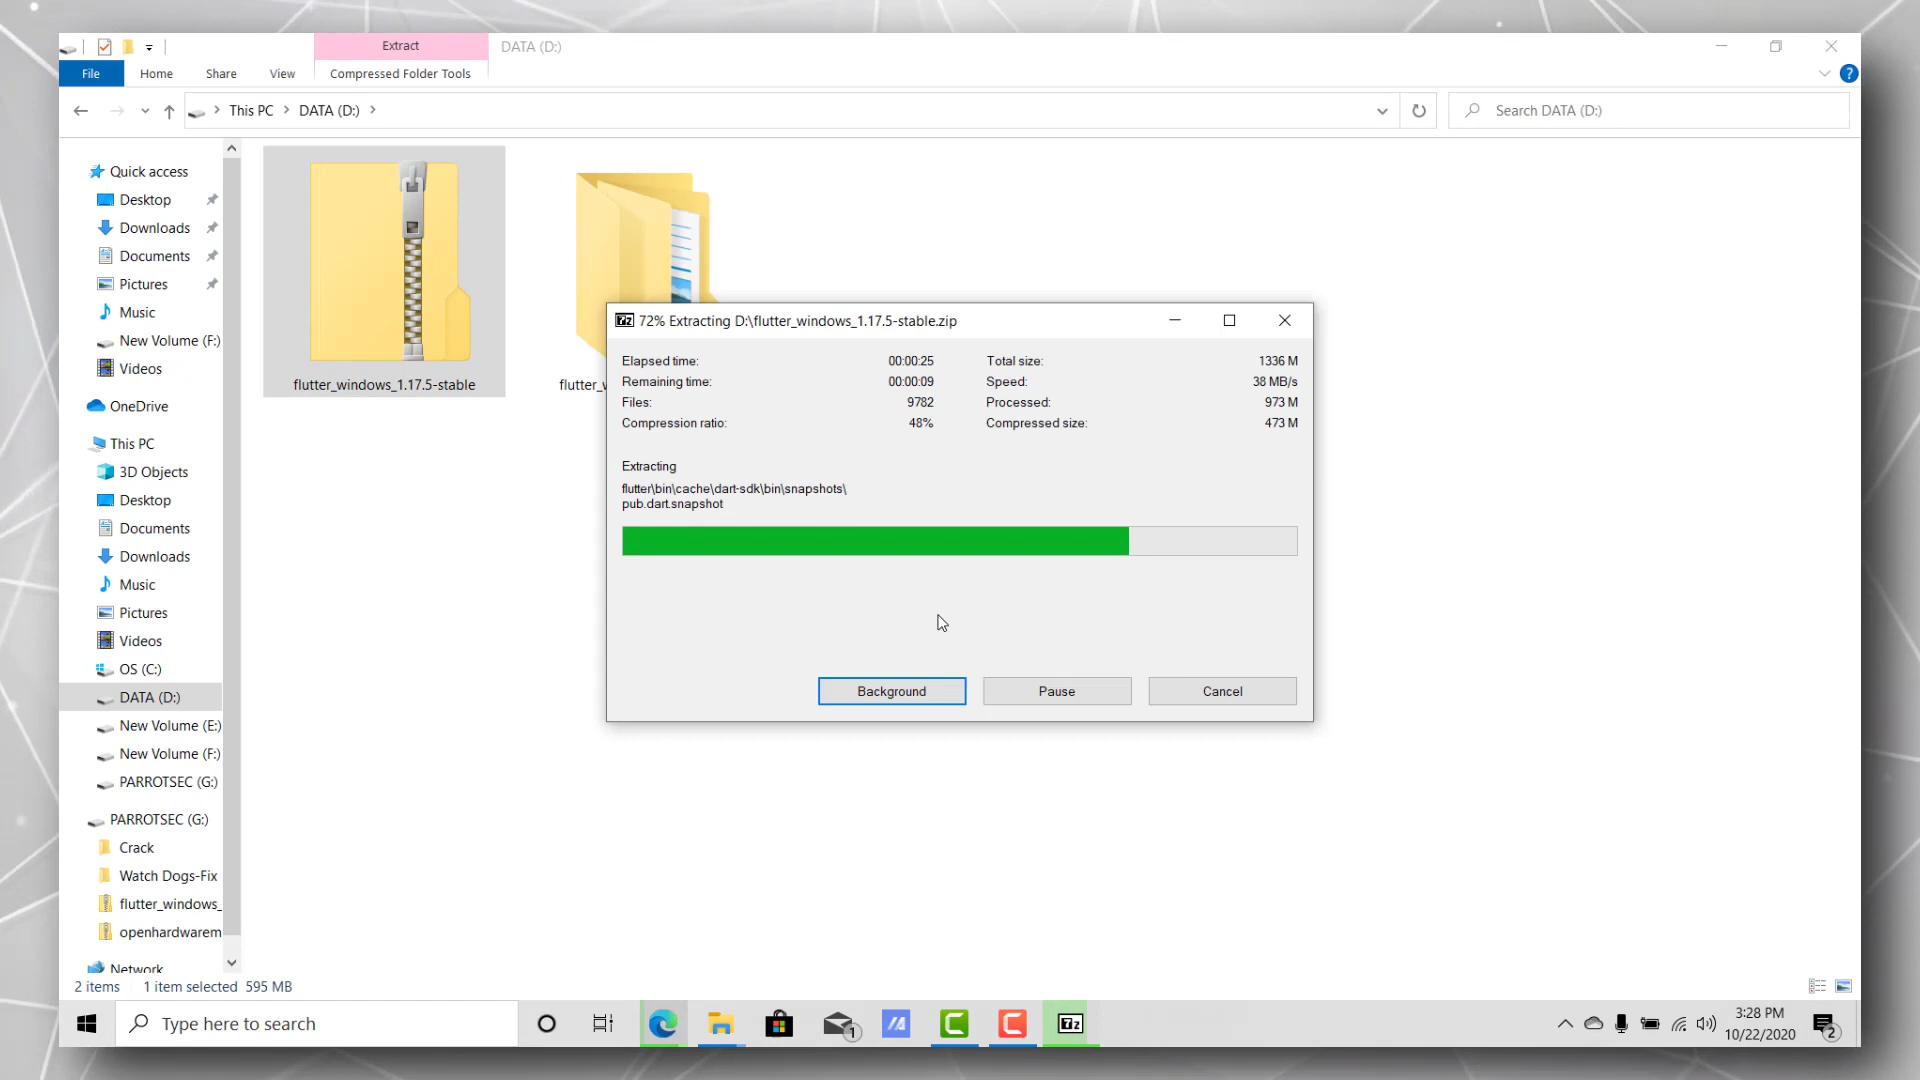 Extract
DATA (D:)
File
Home
Share
View
Compressed Folder Tools
?
This PC
DATA (D:)
Search DATA (D:)
Quick access
Desktop
Downloads
Documents
Pictures
Music
New Volume (F:)
Videos
OneDrive
This PC
3D Objects
Desktop
Documents
Downloads
Music
Pictures
Videos
OS (C:)
DATA (D:)
New Volume (E:)
New Volume (F:)
PARROTSEC (G:)
PARROTSEC (G:)
Crack
Watch Dogs-Fix
flutter_windows_
openhardwarem
Network
flutter_windows_1.17.5-stable
flutter_w
7z 72% Extracting D:\flutter_windows_1.17.5-stable.zip
Elapsed time: 00:00:25 Total size: 1336 M
Remaining time: 00:00:09 Speed: 38 MB/s
Files: 9782 Processed: 973 M
Compression ratio: 48% Compressed size: 473 M
Extracting
flutter\bin\cache\dart-sdk\bin\snapshots\
pub.dart.snapshot
Background
Pause
Cancel
2 items 1 item selected 595 MB
Type here to search
1
7z
3:28 PM
10/22/2020
2